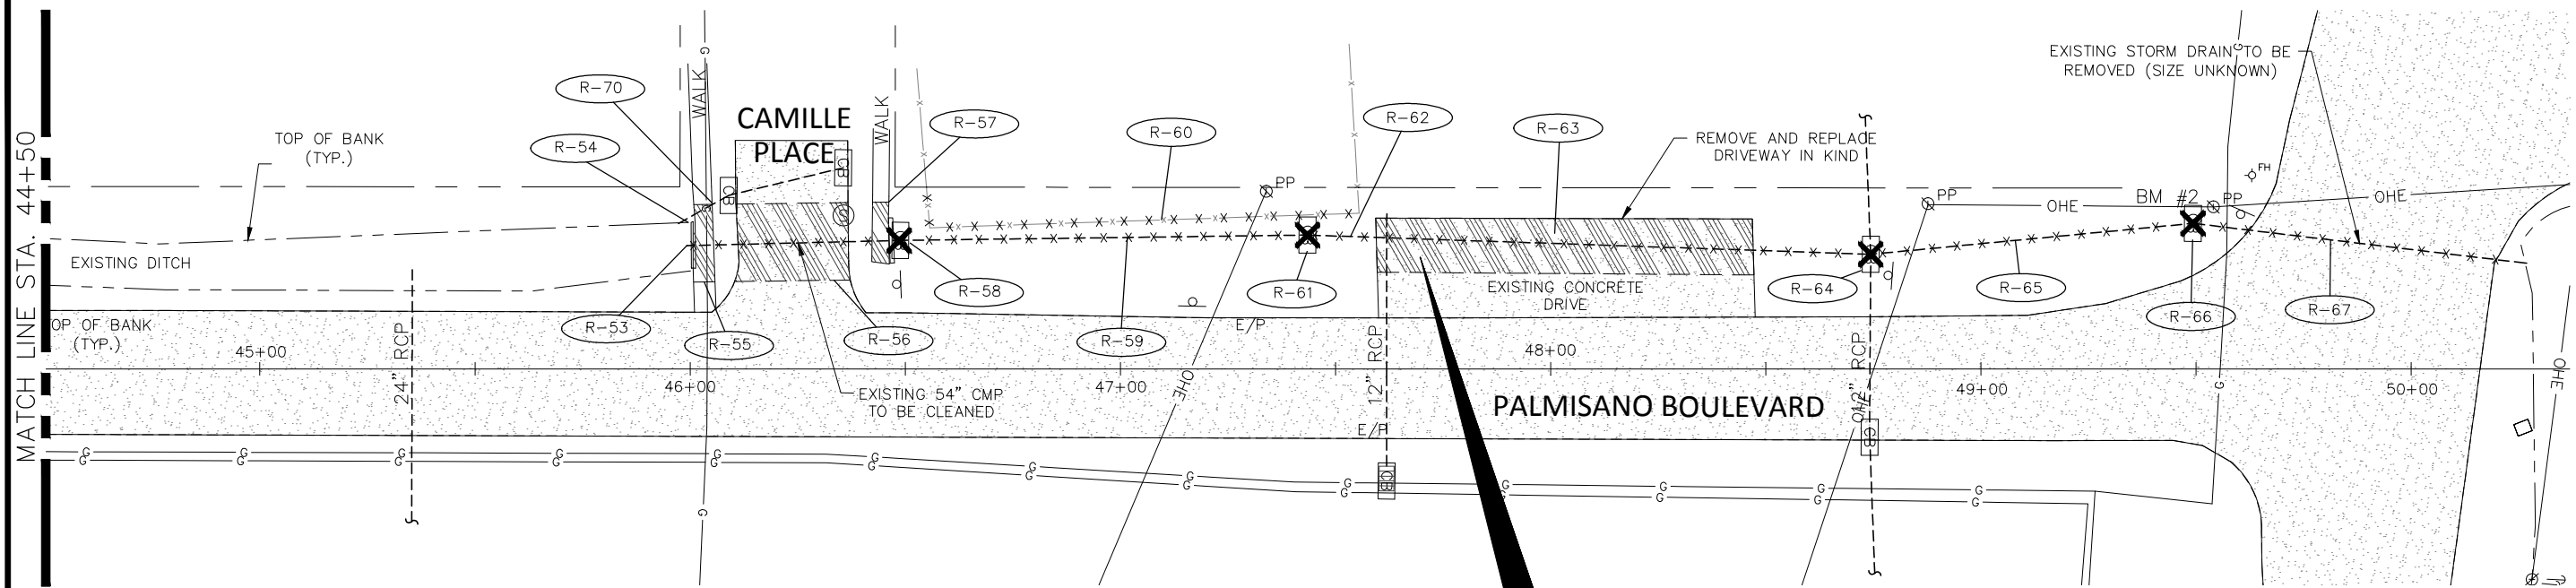 MATCH LINE STA. 44+50
TOP OF BANK
(TYP.)
EXISTING DITCH
OP OF BANK
(TYP.)
45+00
24" RCP
R-70
R-54
R-53
R-55
WALK
G
CB
CAMILLE
PLACE
CB
S
WALK
R-57
R-58
R-56
EXISTING 54" CMP
TO BE CLEANED
46+00
R-60
R-59
47+00
PP
R-61
E/P
OHE
R-62
R-63
REMOVE AND REPLACE
DRIVEWAY IN KIND
EXISTING CONCRETE
DRIVE
48+00
12" RCP
E/P
CB
PALMISANO BOULEVARD
R-64
12" RCP
OHE
CB
PP
OHE
BM #2
PP
FH
OHE
R-65
R-66
R-67
49+00
50+00
EXISTING STORM DRAIN TO BE
REMOVED (SIZE UNKNOWN)
G
G
OHE
G G G G G G G G G G G G G
G G G G G G G G G G G G G
G